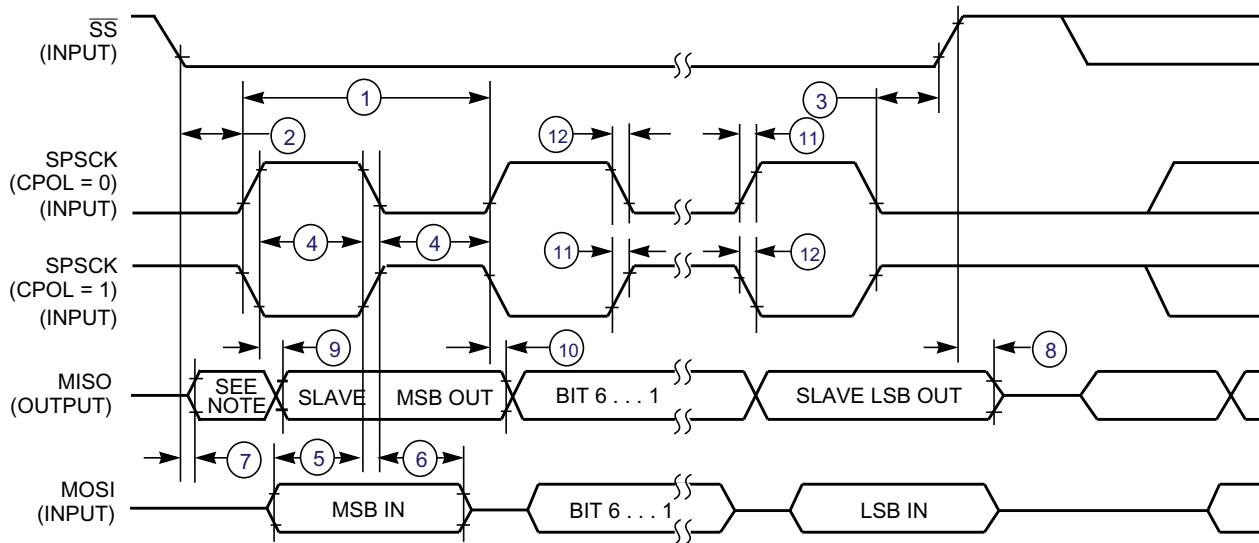 SS
(INPUT)
1
3
2
12
11
SPSCK
(CPOL = 0)
(INPUT)
4
4
11
12
SPSCK
(CPOL = 1)
(INPUT)
9
10
8
MISO
(OUTPUT)
SEE
NOTE
SLAVE
MSB OUT
BIT 6 . . . 1
SLAVE LSB OUT
7
5
6
MOSI
(INPUT)
MSB IN
BIT 6 . . . 1
LSB IN